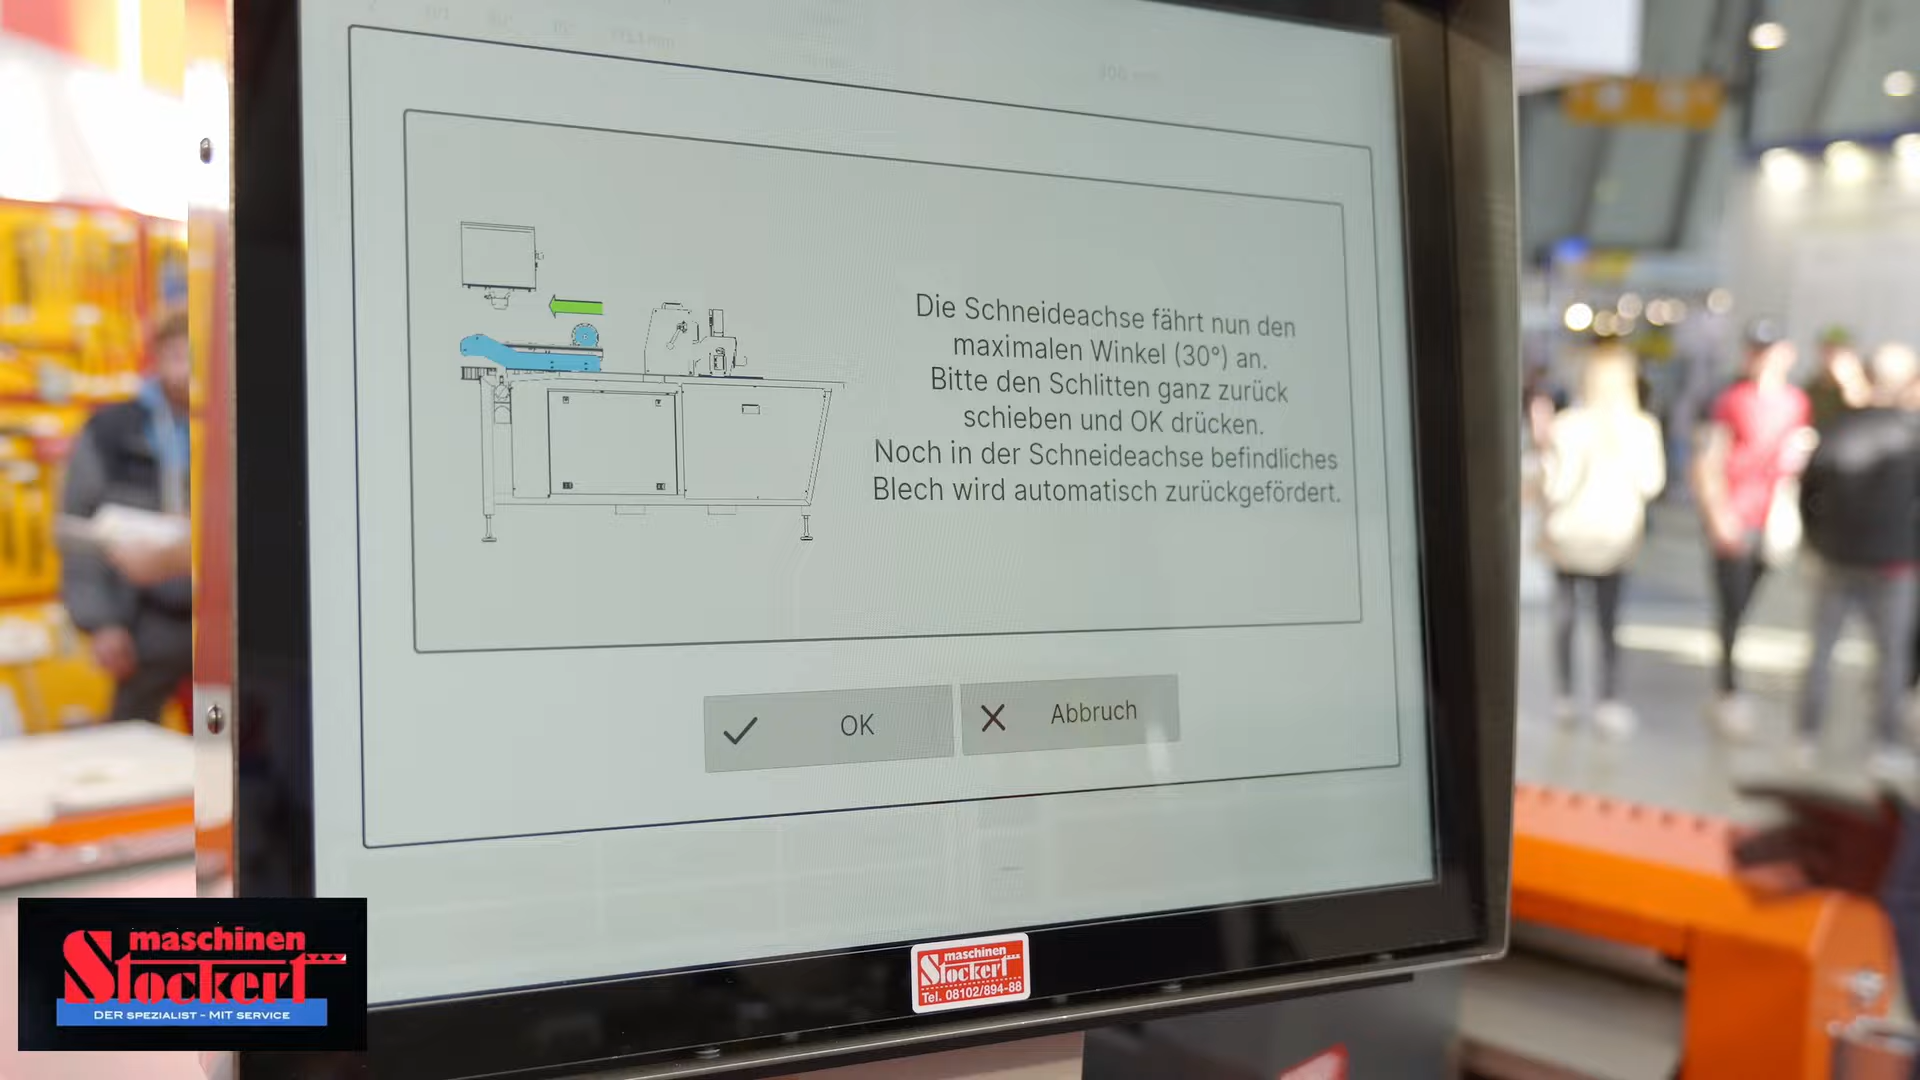 Die Schneideachse fährt nun den
maximalen Winkel (30°) an.
Bitte den Schlitten ganz zurück
schieben und OK drücken.
Noch in der Schneideachse befindliches
Blech wird automatisch zurückgefördert.
OK
Abbruch
maschinen
Stockert
Tel. 08102/894-88
maschinen
Stockert
DER SPEZIALIST - MIT SERVICE